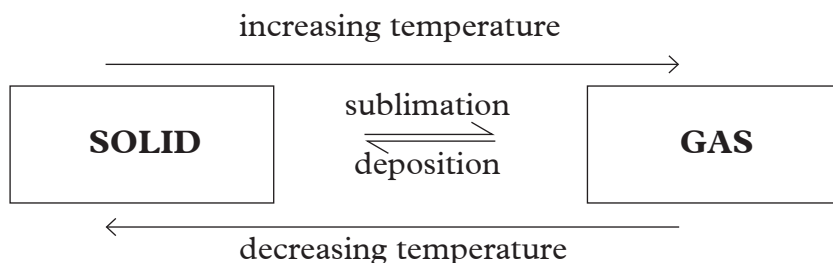 increasing temperature
sublimation
SOLID
GAS
deposition
decreasing temperature